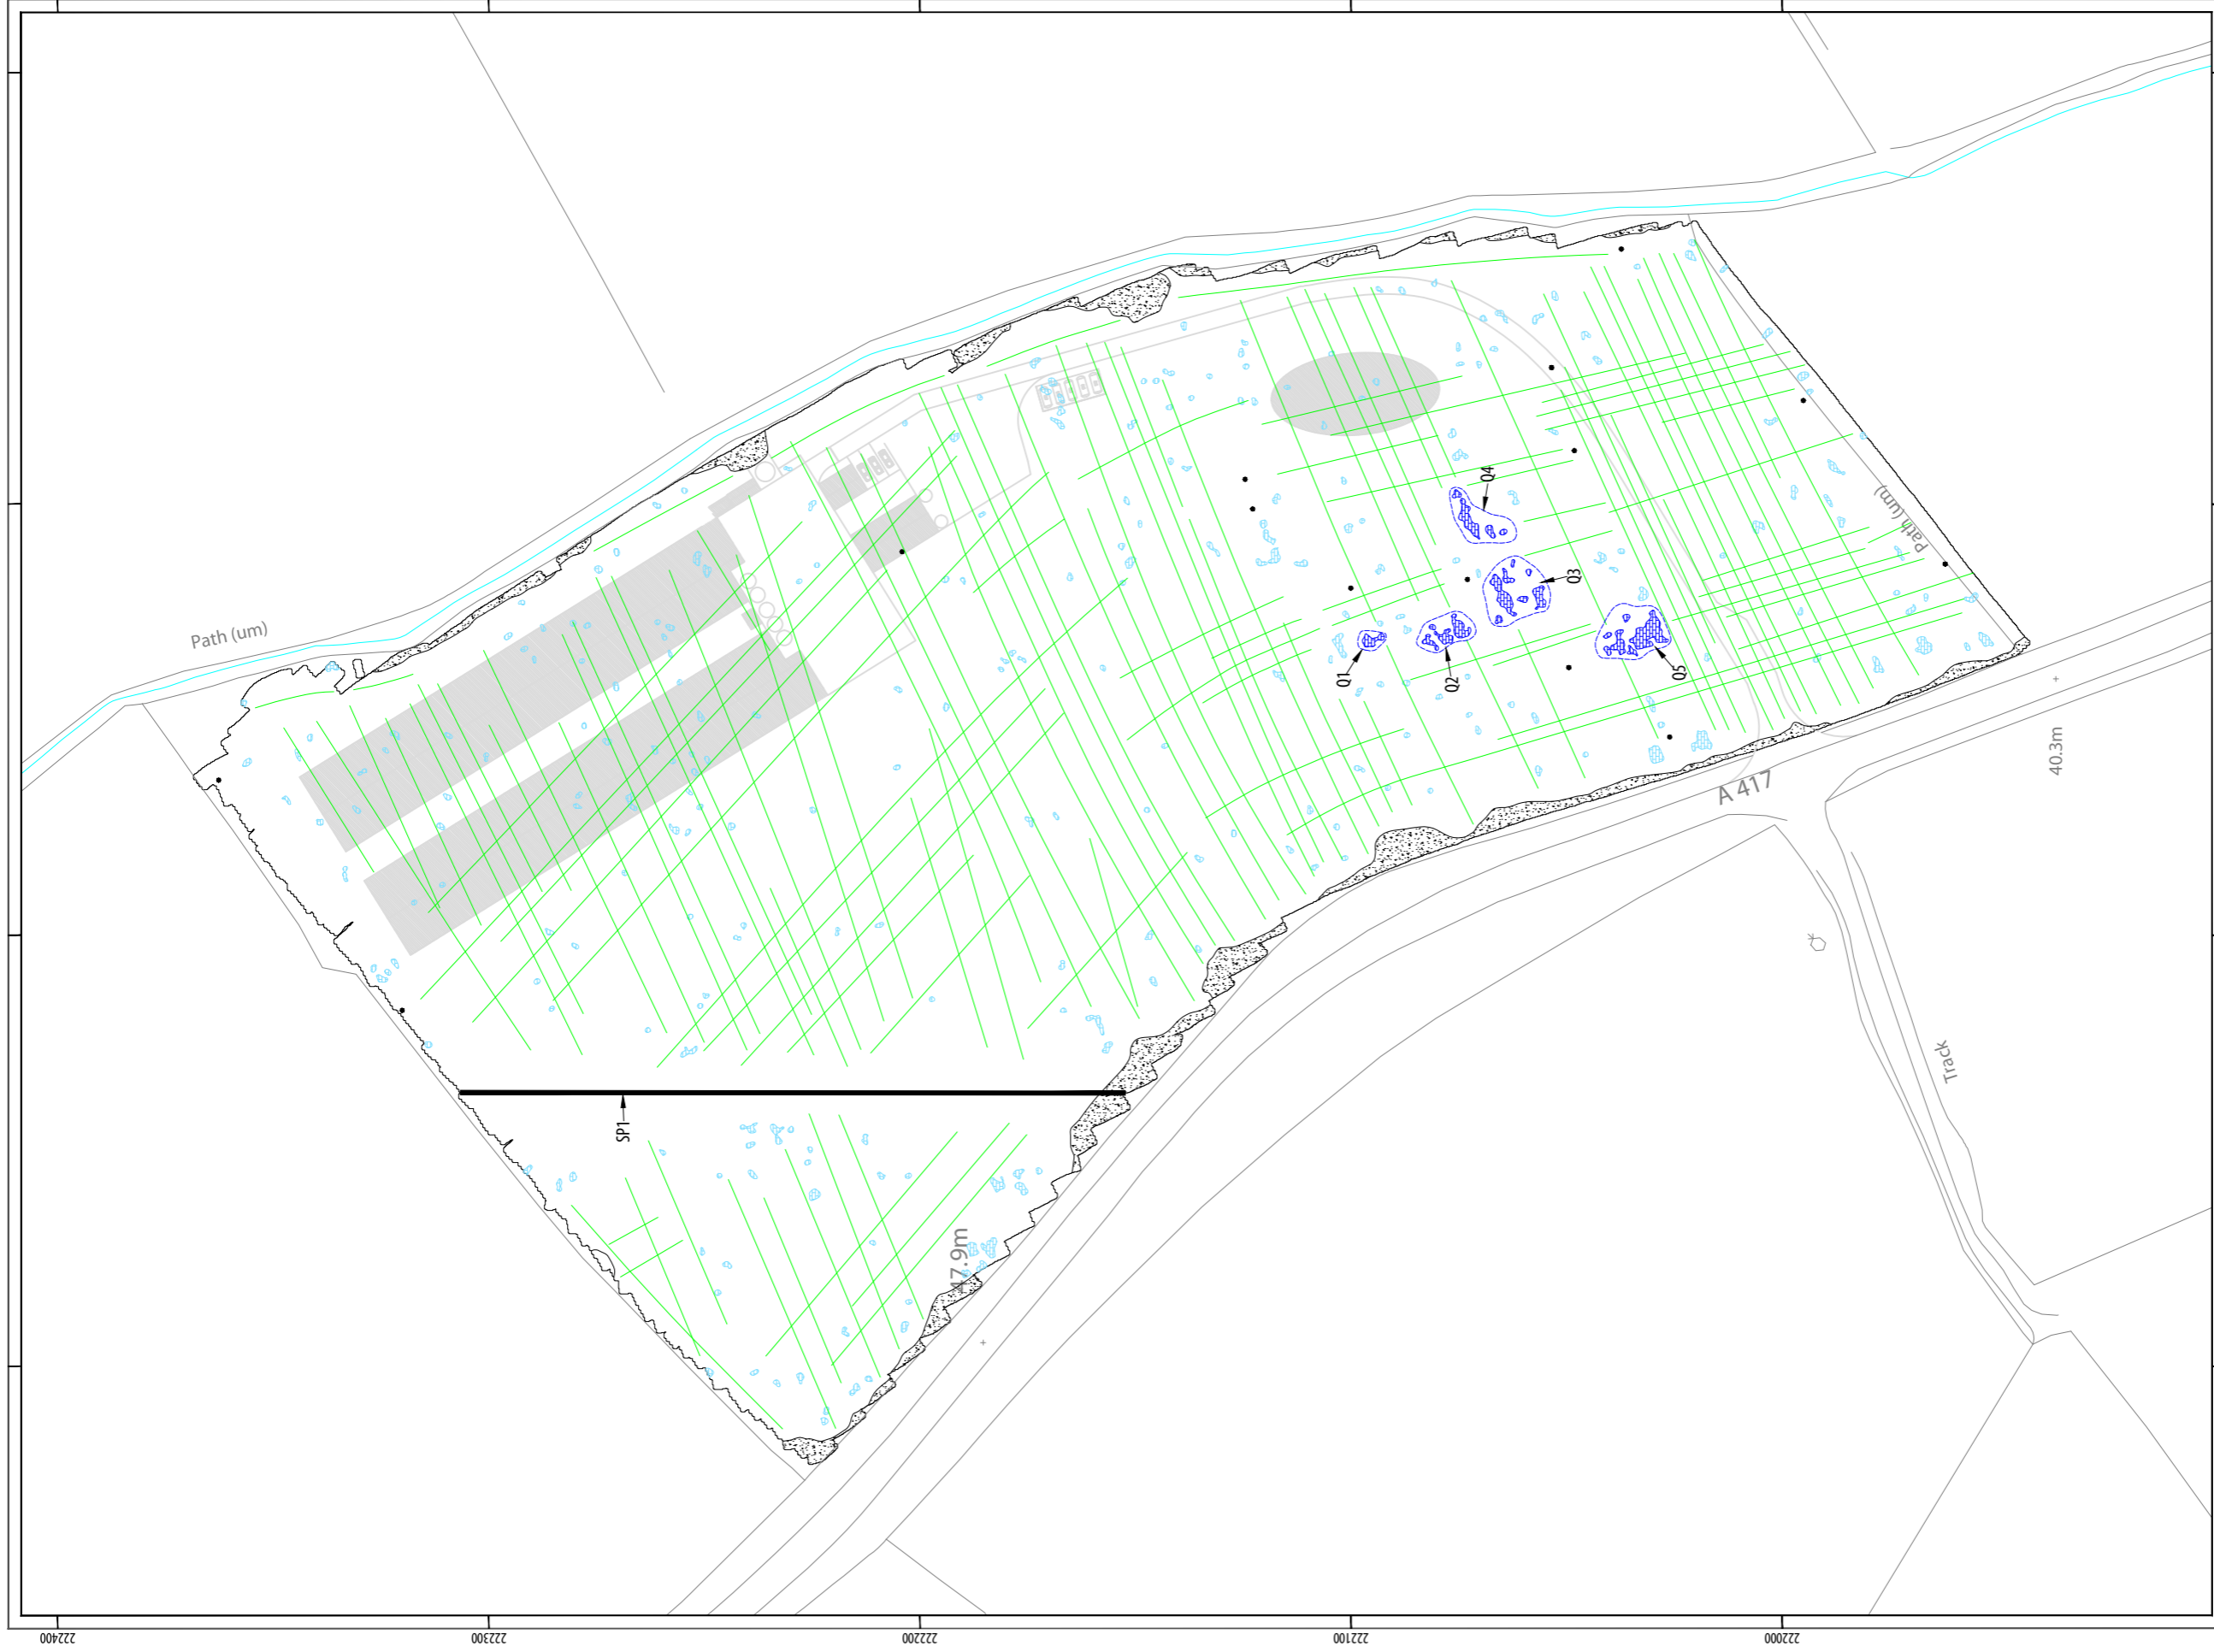 Path (um)
Q4
Q3
Path (um)
Q1
Q2
Q5
40.3m
A 417
Track
SP1
47.9m
222400
222300
222200
222100
222000